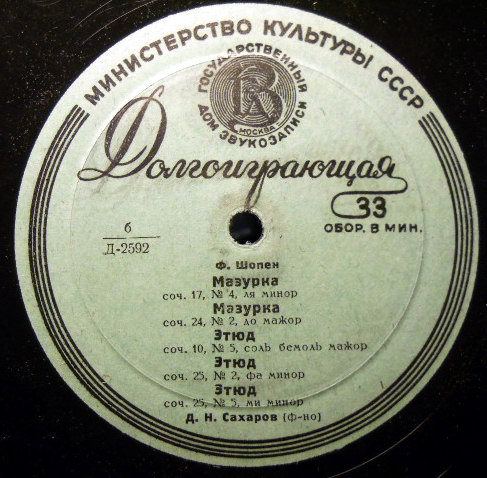 МИНИСТЕРСТВО КУЛЬТУРЫ СССР
ГОСУДАРСТВЕННЫЙ
ДОМ ЗВУКОЗАПИСИ
МОСКВА
Долгоиграющая
33
ОБОР. В МИН.
б
Д-2592
Ф. Шопен
Мазурка
соч. 17, № 4, ля минор
Мазурка
соч. 24, № 2, до мажор
Этюд
соч. 10, № 5, соль бемоль мажор
Этюд
соч. 25, № 2, фа минор
Этюд
соч. 25, № 5, ми минор
Д. Н. Сахаров (ф-но)